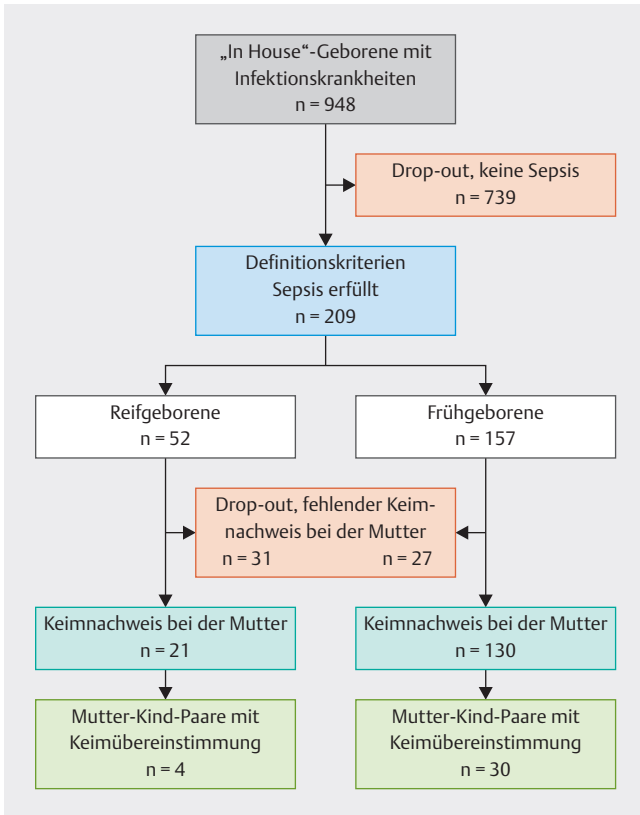 „In House“-Geborene mit
Infektionskrankheiten
n = 948
Drop-out, keine Sepsis
n = 739
Definitionskriterien
Sepsis erfüllt
n = 209
Reifgeborene
n = 52
Frühgeborene
n = 157
Drop-out, fehlender Keim-
nachweis bei der Mutter
n = 31 n = 27
Keimnachweis bei der Mutter
n = 21
Keimnachweis bei der Mutter
n = 130
Mutter-Kind-Paare mit
Keimübereinstimmung
n = 4
Mutter-Kind-Paare mit
Keimübereinstimmung
n = 30